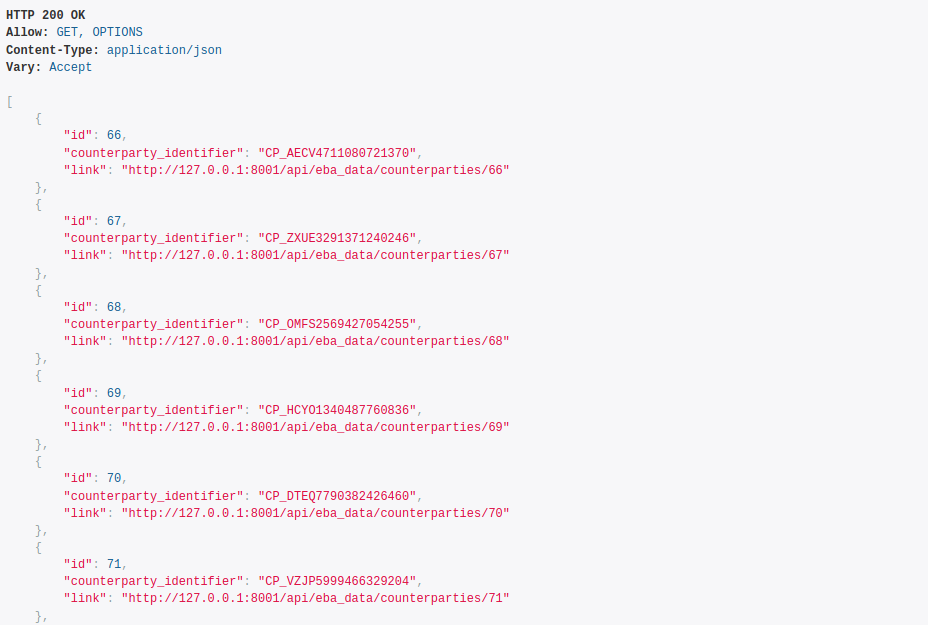 HTTP 200 OK
Allow: GET, OPTIONS
Content-Type: application/json
Vary: Accept
[
{
"id": 66,
"counterparty_identifier": "CP_AECV4711080721370",
"link": "http://127.0.0.1:8001/api/eba_data/counterparties/66"
},
{
"id": 67,
"counterparty_identifier": "CP_ZXUE3291371240246",
"link": "http://127.0.0.1:8001/api/eba_data/counterparties/67"
},
{
"id": 68,
"counterparty_identifier": "CP_OMFS2569427054255",
"link": "http://127.0.0.1:8001/api/eba_data/counterparties/68"
},
{
"id": 69,
"counterparty_identifier": "CP_HCYO1340487760836",
"link": "http://127.0.0.1:8001/api/eba_data/counterparties/69"
},
{
"id": 70,
"counterparty_identifier": "CP_DTEQ7790382426460",
"link": "http://127.0.0.1:8001/api/eba_data/counterparties/70"
},
{
"id": 71,
"counterparty_identifier": "CP_VZJP5999466329204",
"link": "http://127.0.0.1:8001/api/eba_data/counterparties/71"
},